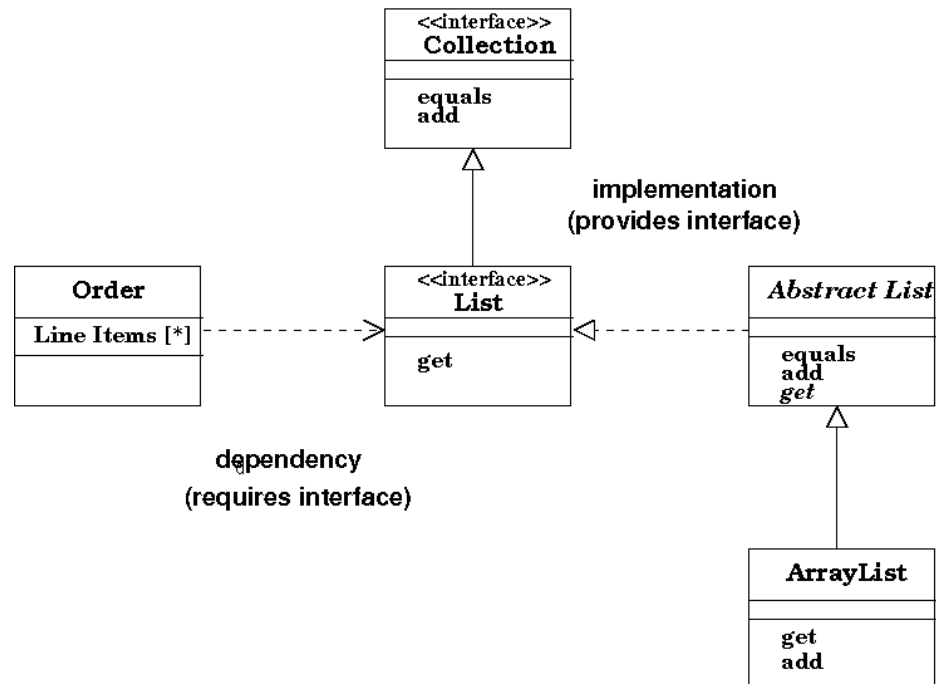 <<interface>>
Collection
equals
add
implementation
(provides interface)
Order
Line Items [*]
<<interface>>
List
get
Abstract List
equals
add
get
dependency
(requires interface)
ArrayList
get
add